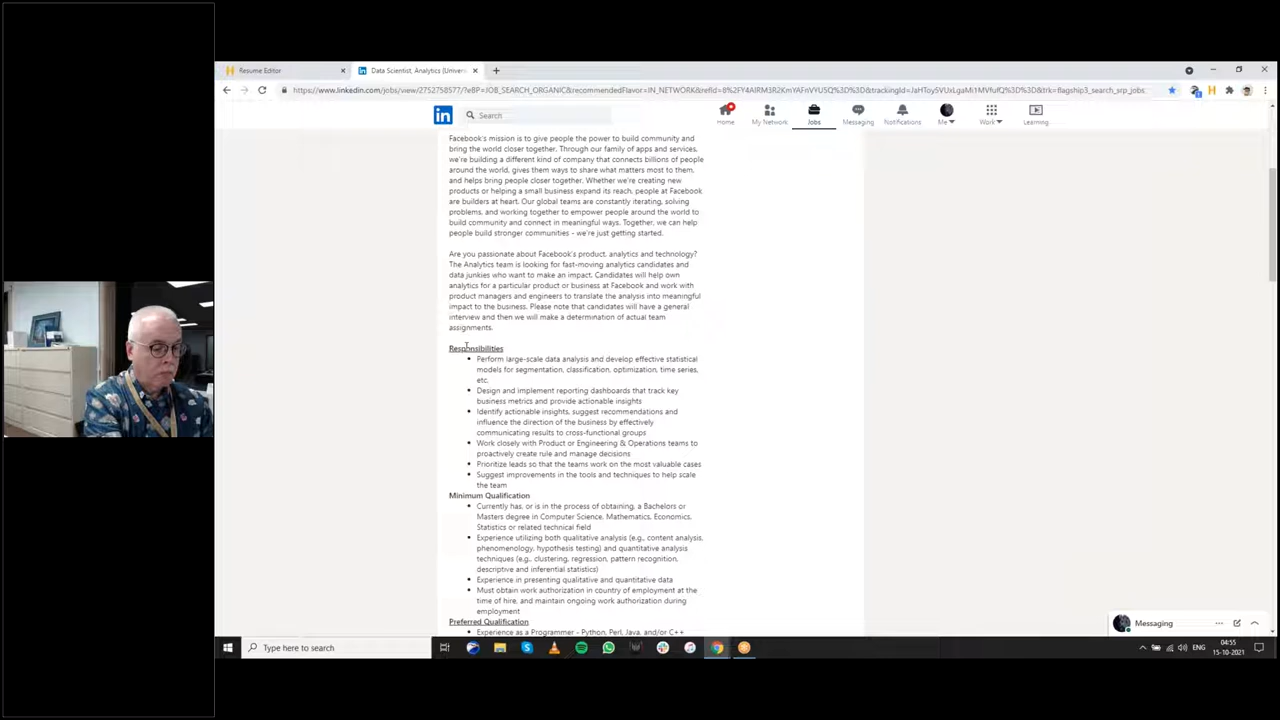 Resume Editor
Data Scientist, Analytics (Univers
Search
Home
My Network
Jobs
Messaging
Notifications
Me
Work
Learning
Facebook's mission is to give people the power to build community and
bring the world closer together. Through our family of apps and services,
we're building a different kind of company that connects billions of people
around the world, gives them ways to share what matters most to them,
and helps bring people closer together. Whether we're creating new
products or helping a small business expand its reach, people at Facebook
are builders at heart. Our global teams are constantly iterating, solving
problems, and working together to empower people around the world to
build community and connect in meaningful ways. Together, we can help
people build stronger communities - we're just getting started.
Are you passionate about Facebook's product, analytics and technology?
The Analytics team is looking for fast-moving analytics candidates and
data junkies who want to make an impact. Candidates will help own
analytics for a particular product or business at Facebook and work with
product managers and engineers to translate the analysis into meaningful
impact to the business. Please note that candidates will have a general
interview and then we will make a determination of actual team
assignments.
Responsibilities
• Perform large-scale data analysis and develop effective statistical
models for segmentation, classification, optimization, time series,
etc.
• Design and implement reporting dashboards that track key
business metrics and provide actionable insights
• Identify actionable insights, suggest recommendations and
influence the direction of the business by effectively
communicating results to cross-functional groups
• Work closely with Product or Engineering & Operations teams to
proactively create rule and manage decisions
• Prioritize leads so that the teams work on the most valuable cases
• Suggest improvements in the tools and techniques to help scale
the team
Minimum Qualification
• Currently has, or is in the process of obtaining, a Bachelors or
Masters degree in Computer Science, Mathematics, Economics,
Statistics or related technical field
• Experience utilizing both qualitative analysis (e.g., content analysis,
phenomenology, hypothesis testing) and quantitative analysis
techniques (e.g., clustering, regression, pattern recognition,
descriptive and inferential statistics)
• Experience in presenting qualitative and quantitative data
• Must obtain work authorization in country of employment at the
time of hire, and maintain ongoing work authorization during
employment
Preferred Qualification
• Experience as a Programmer - Python, Perl, Java, and/or C++
Messaging
Type here to search
ENG
04:55
15-10-2021